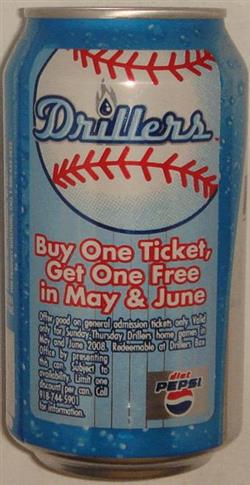 Drillers
Buy One Ticket,
Get One Free
in May & June
Offer good on general admission tickets only. Valid
only for Sunday-Thursday Drillers home games in
May and June 2008. Redeemable at Drillers Box
Office by presenting
this can. Subject to
availability. Limit one
discount per can. Call
918-744-5901
for information.
diet
PEPSI